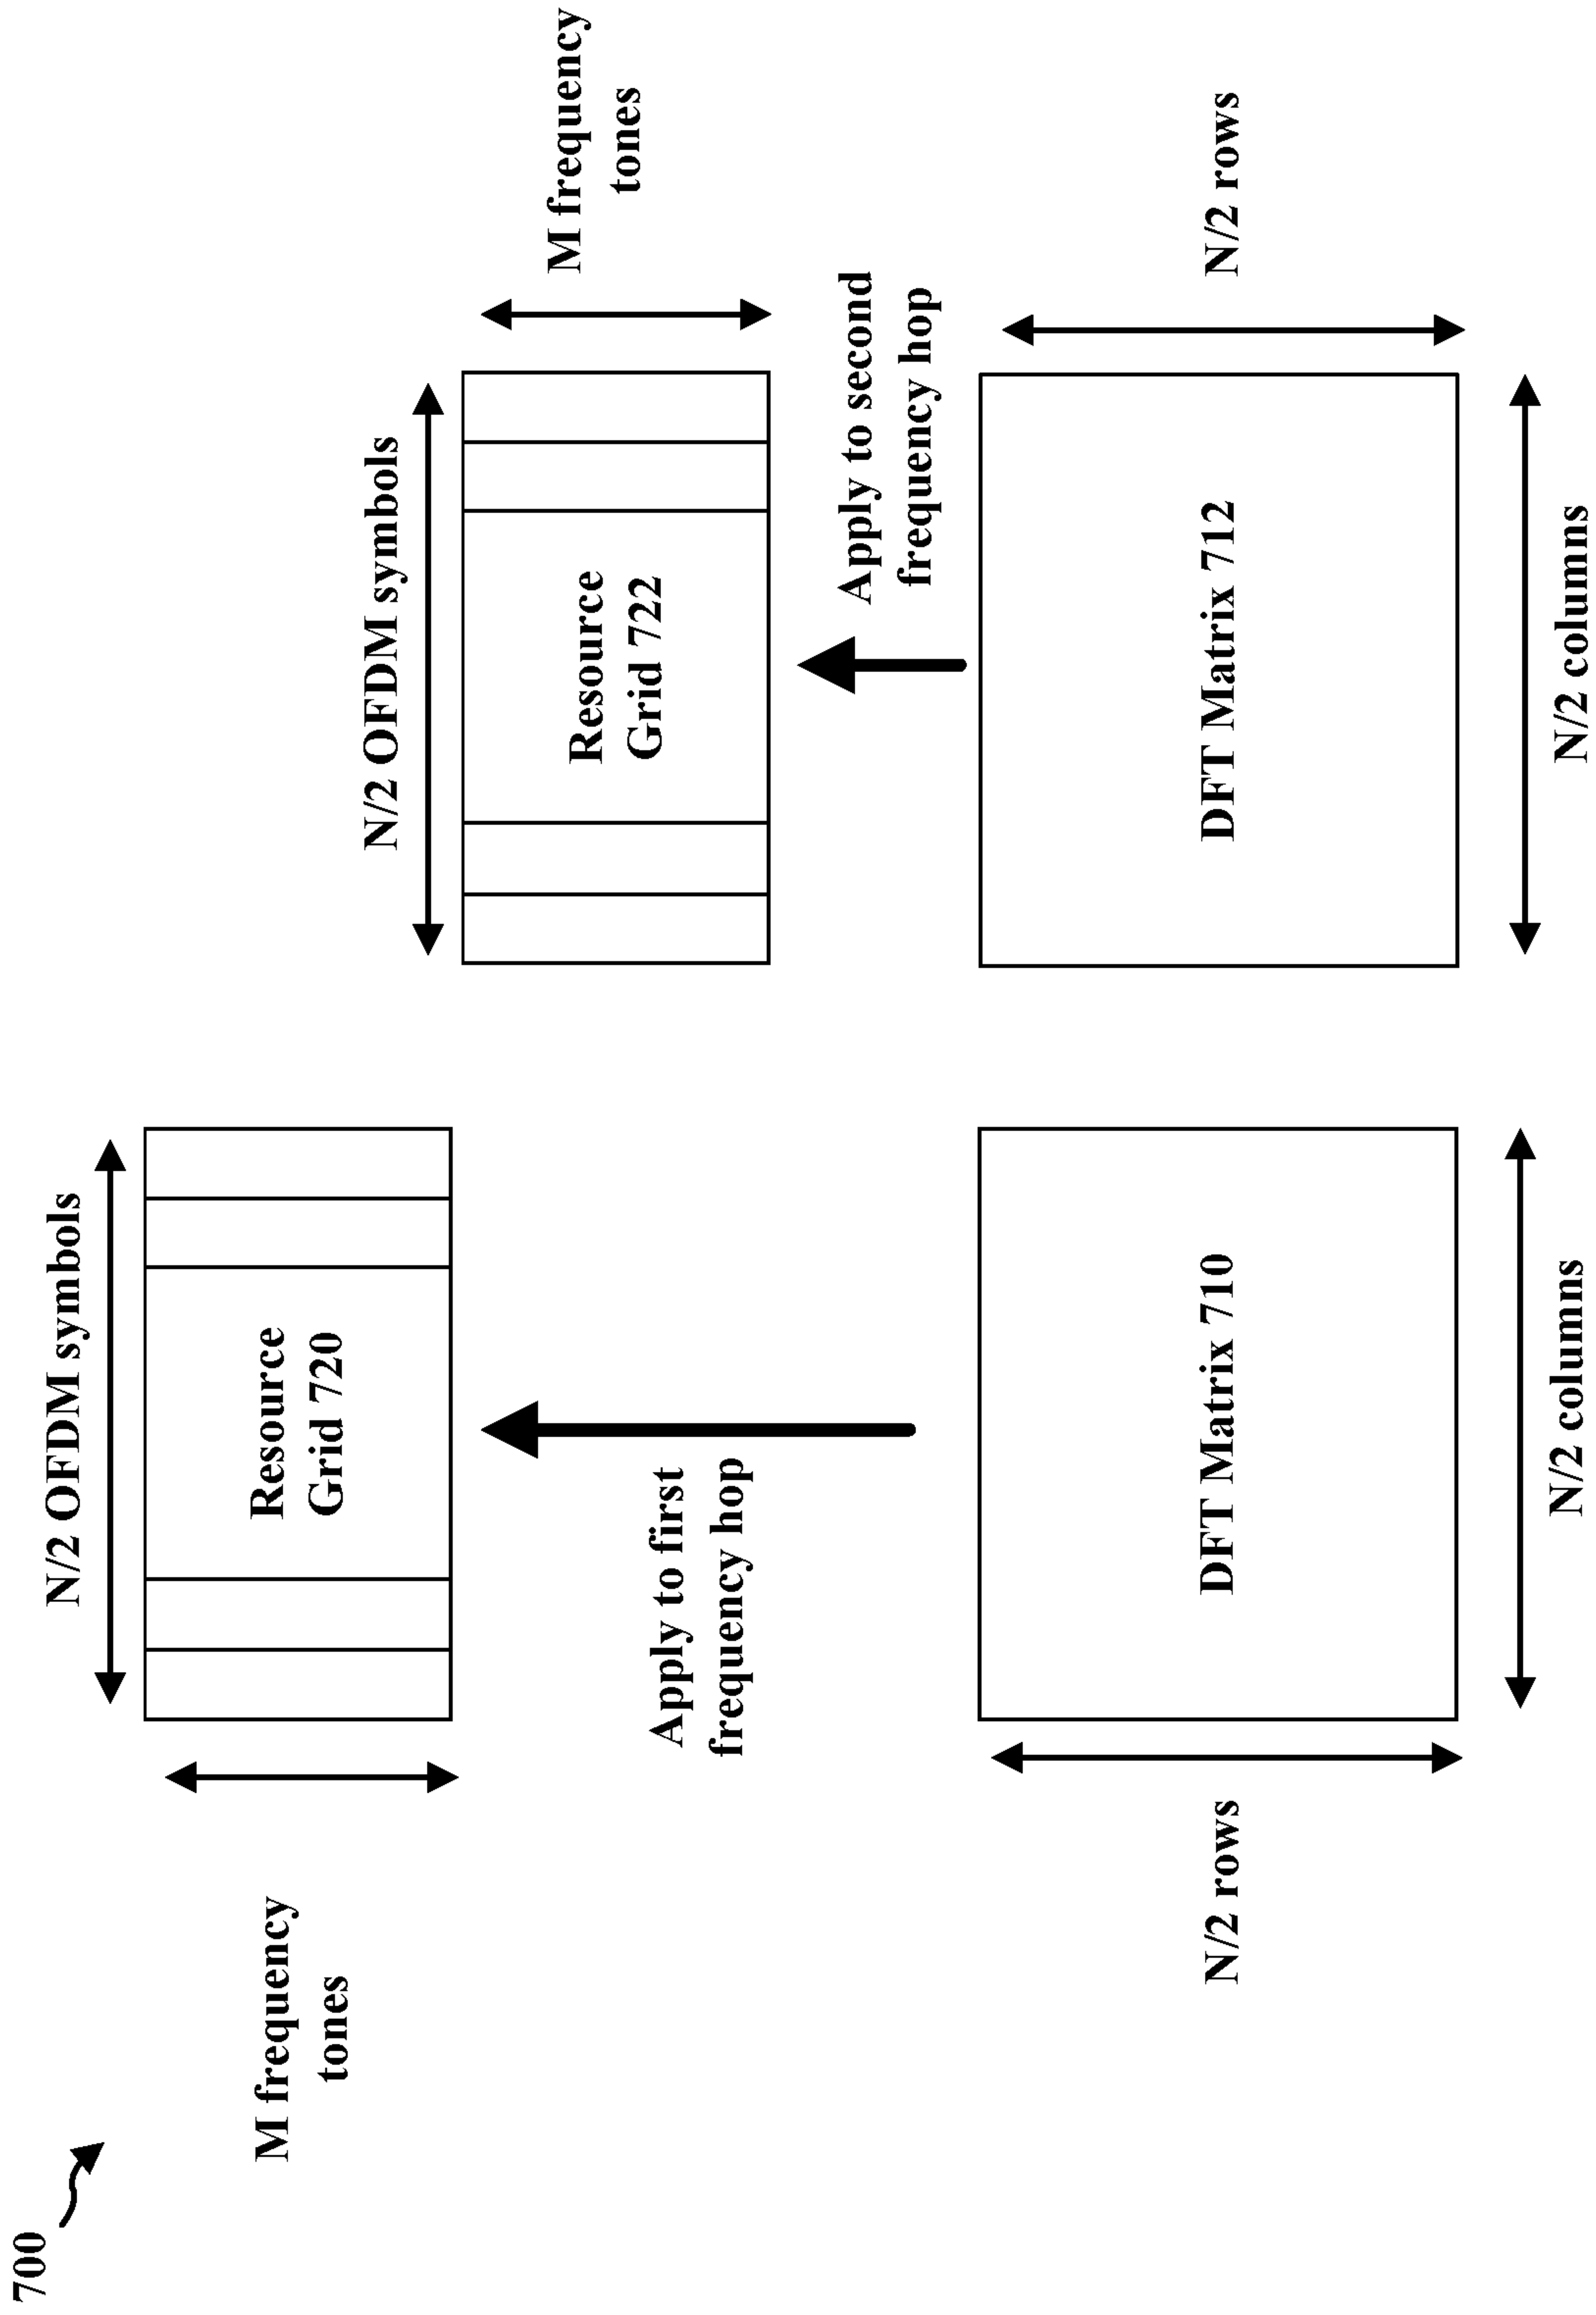 700
N/2 OFDM symbols
M frequency
tones
Resource
Grid 720
N/2 OFDM symbols
Resource
Grid 722
M frequency
tones
Apply to first
frequency hop
Apply to second
frequency hop
N/2 rows
DFT Matrix 710
DFT Matrix 712
N/2 rows
N/2 columns
N/2 columns